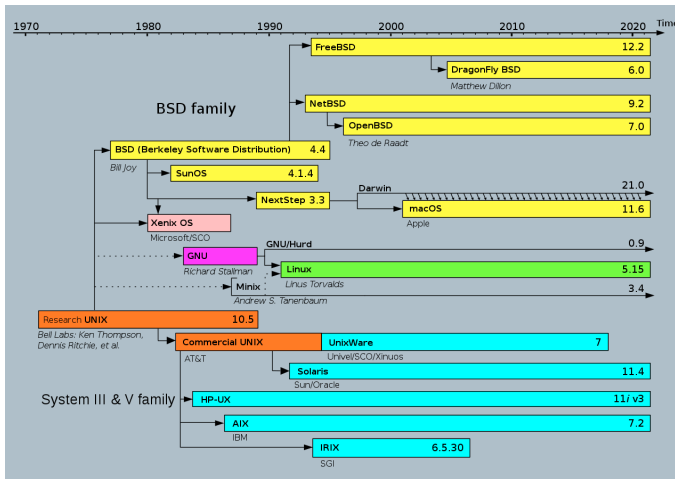 1970 1980 1990 2000 2010 2020 Time
FreeBSD 12.2
DragonFly BSD 6.0
Matthew Dillon
BSD family
NetBSD 9.2
OpenBSD 7.0
Theo de Raadt
BSD (Berkeley Software Distribution) 4.4
Bill Joy
SunOS 4.1.4
Darwin 21.0
NextStep 3.3
macOS 11.6
Apple
Xenix OS
Microsoft/SCO
GNU/Hurd 0.9
GNU
Richard Stallman
Linux 5.15
Linus Torvalds
Minix 3.4
Andrew S. Tanenbaum
Research UNIX 10.5
Bell Labs: Ken Thompson,
Dennis Ritchie, et al.
Commercial UNIX
AT&T
UnixWare 7
Univel/SCO/Xinuos
Solaris 11.4
Sun/Oracle
System III & V family
HP-UX 11i v3
AIX 7.2
IBM
IRIX 6.5.30
SGI